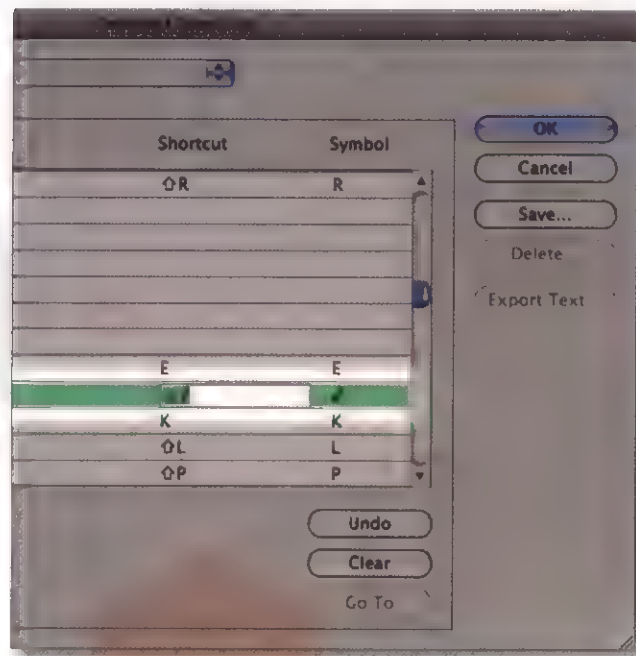 Shortcut Symbol
OK
Cancel
⇧R R
Save...
Delete
Export Text
E E
K K
⇧L L
⇧P P
Undo
Clear
Go To